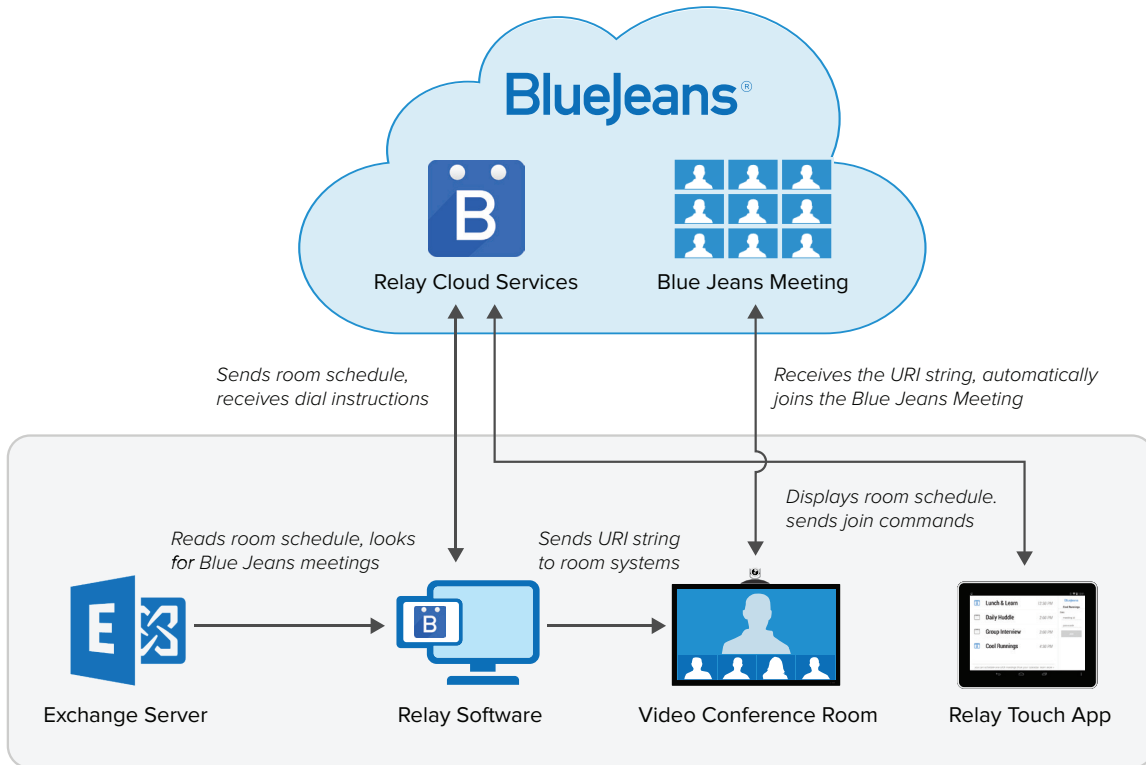 BlueJeans®
B
Relay Cloud Services
Blue Jeans Meeting
Sends room schedule,
receives dial instructions
Receives the URI string, automatically
joins the Blue Jeans Meeting
Displays room schedule.
sends join commands
Reads room schedule, looks
for Blue Jeans meetings
Sends URI string
to room systems
E
B
Lunch & Learn
Daily Huddle
Group Interview
Cool Runnings
BlueJeans
Cool Runnings
Exchange Server
Relay Software
Video Conference Room
Relay Touch App